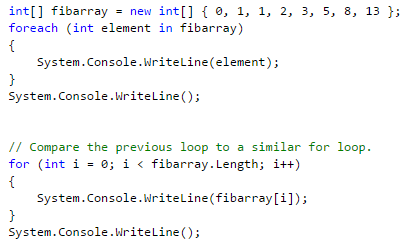 int[] fibarray = new int[] { 0, 1, 1, 2, 3, 5, 8, 13 };
foreach (int element in fibarray)
{
    System.Console.WriteLine(element);
}
System.Console.WriteLine();

// Compare the previous loop to a similar for loop.
for (int i = 0; i < fibarray.Length; i++)
{
    System.Console.WriteLine(fibarray[i]);
}
System.Console.WriteLine();